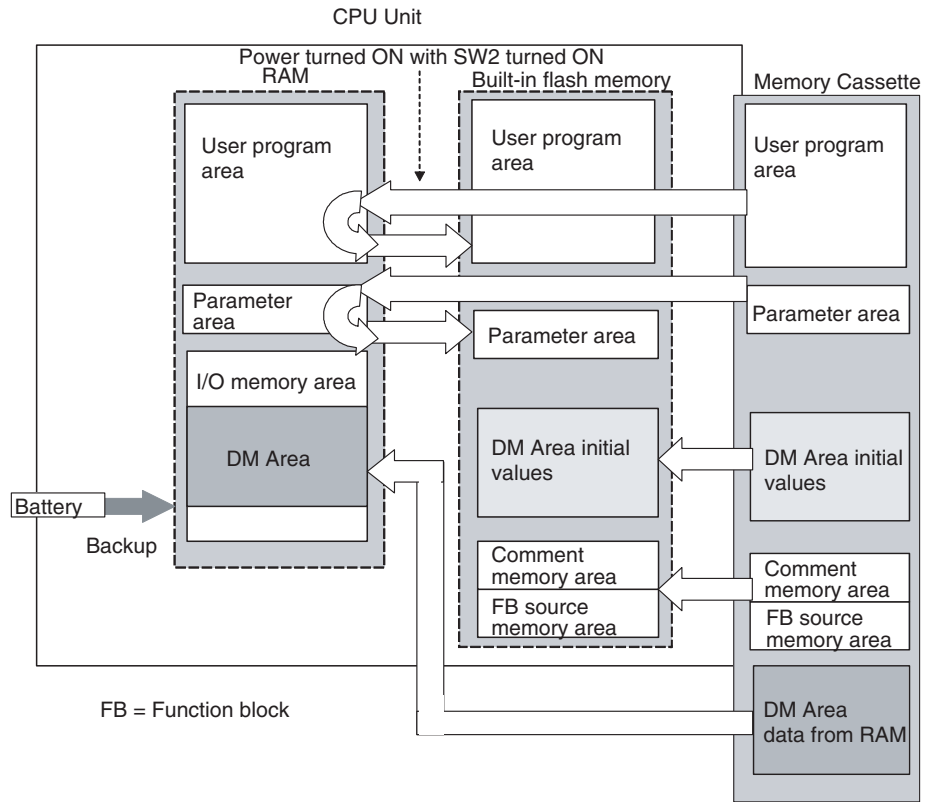 CPU Unit
Power turned ON with SW2 turned ON
RAM
Built-in flash memory
Memory Cassette
User program
area
User program
area
User program
area
Parameter
area
Parameter area
Parameter area
I/O memory area
DM Area
DM Area initial
values
DM Area initial
values
Battery
Backup
Comment
memory area
FB source
memory area
Comment
memory area
FB source
memory area
FB = Function block
DM Area
data from RAM